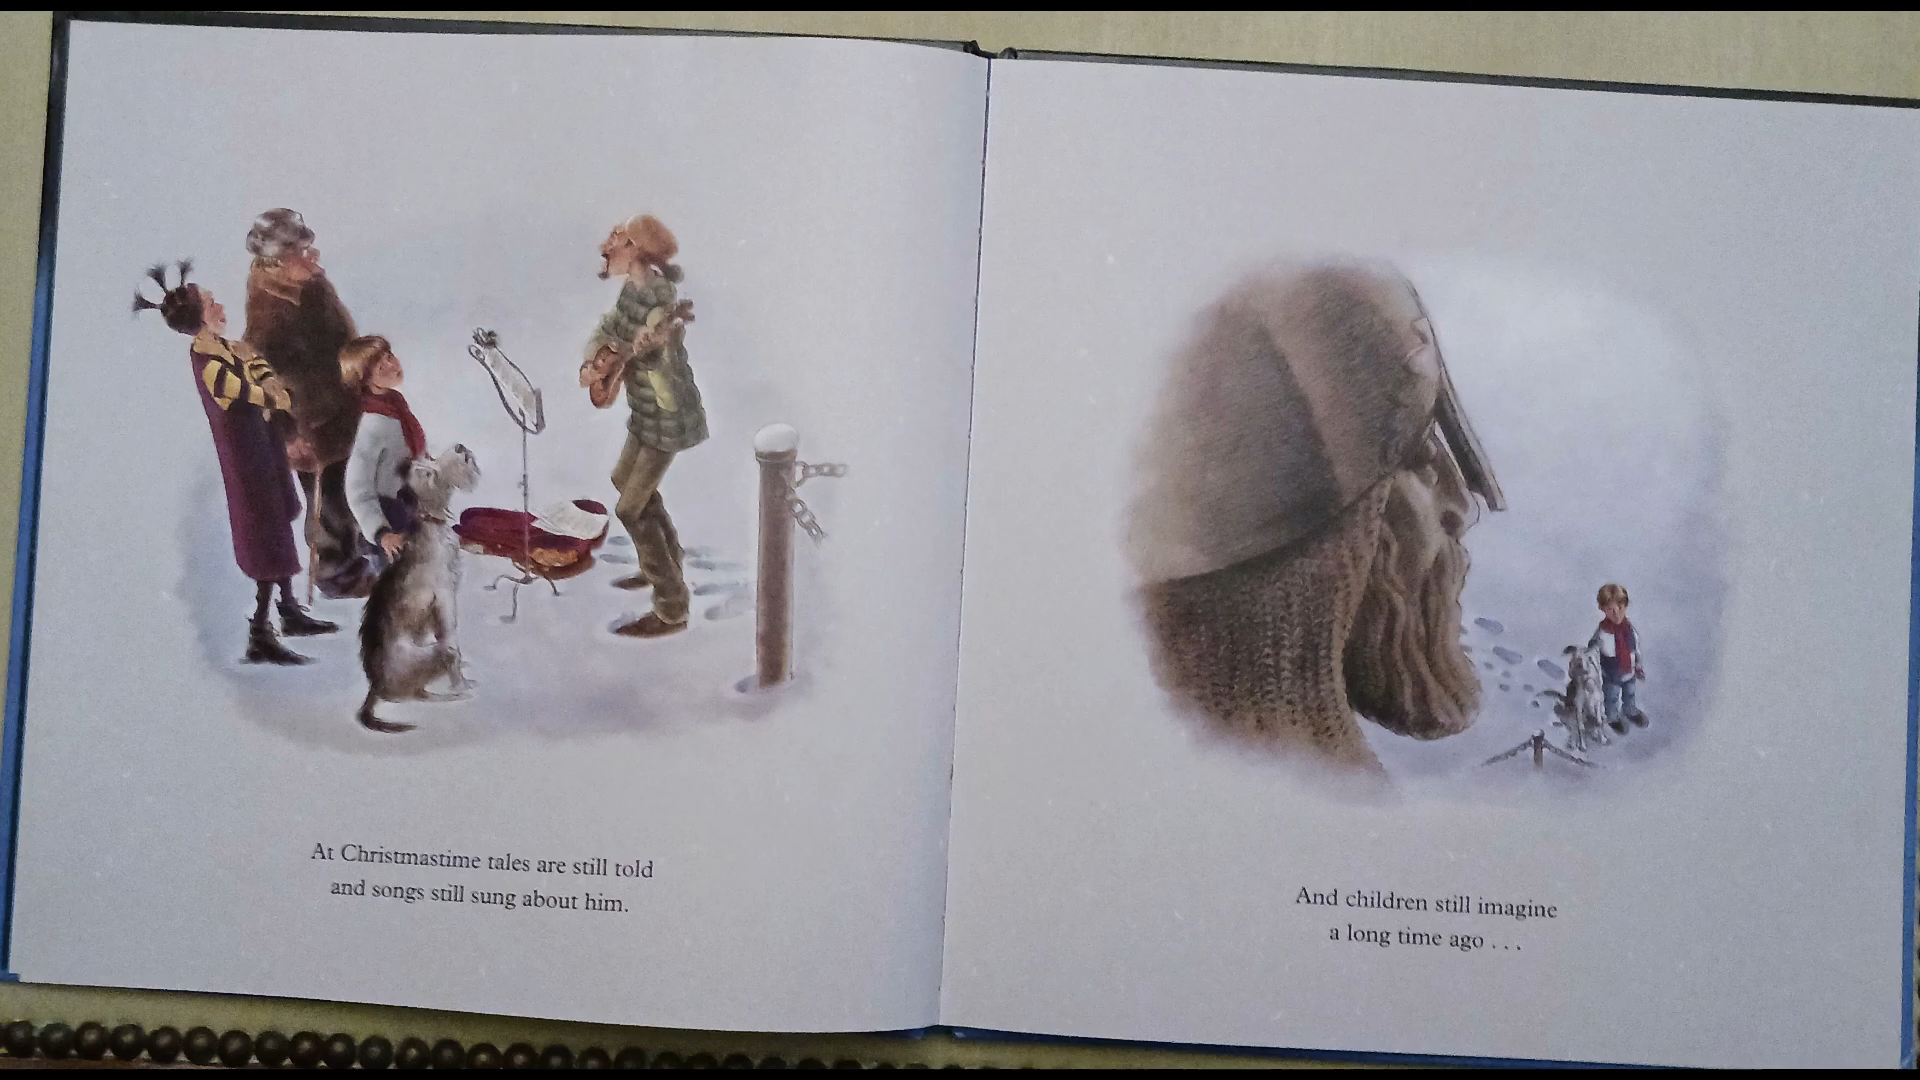 At Christmastime tales are still told
and songs still sung about him.
And children still imagine
a long time ago . . .